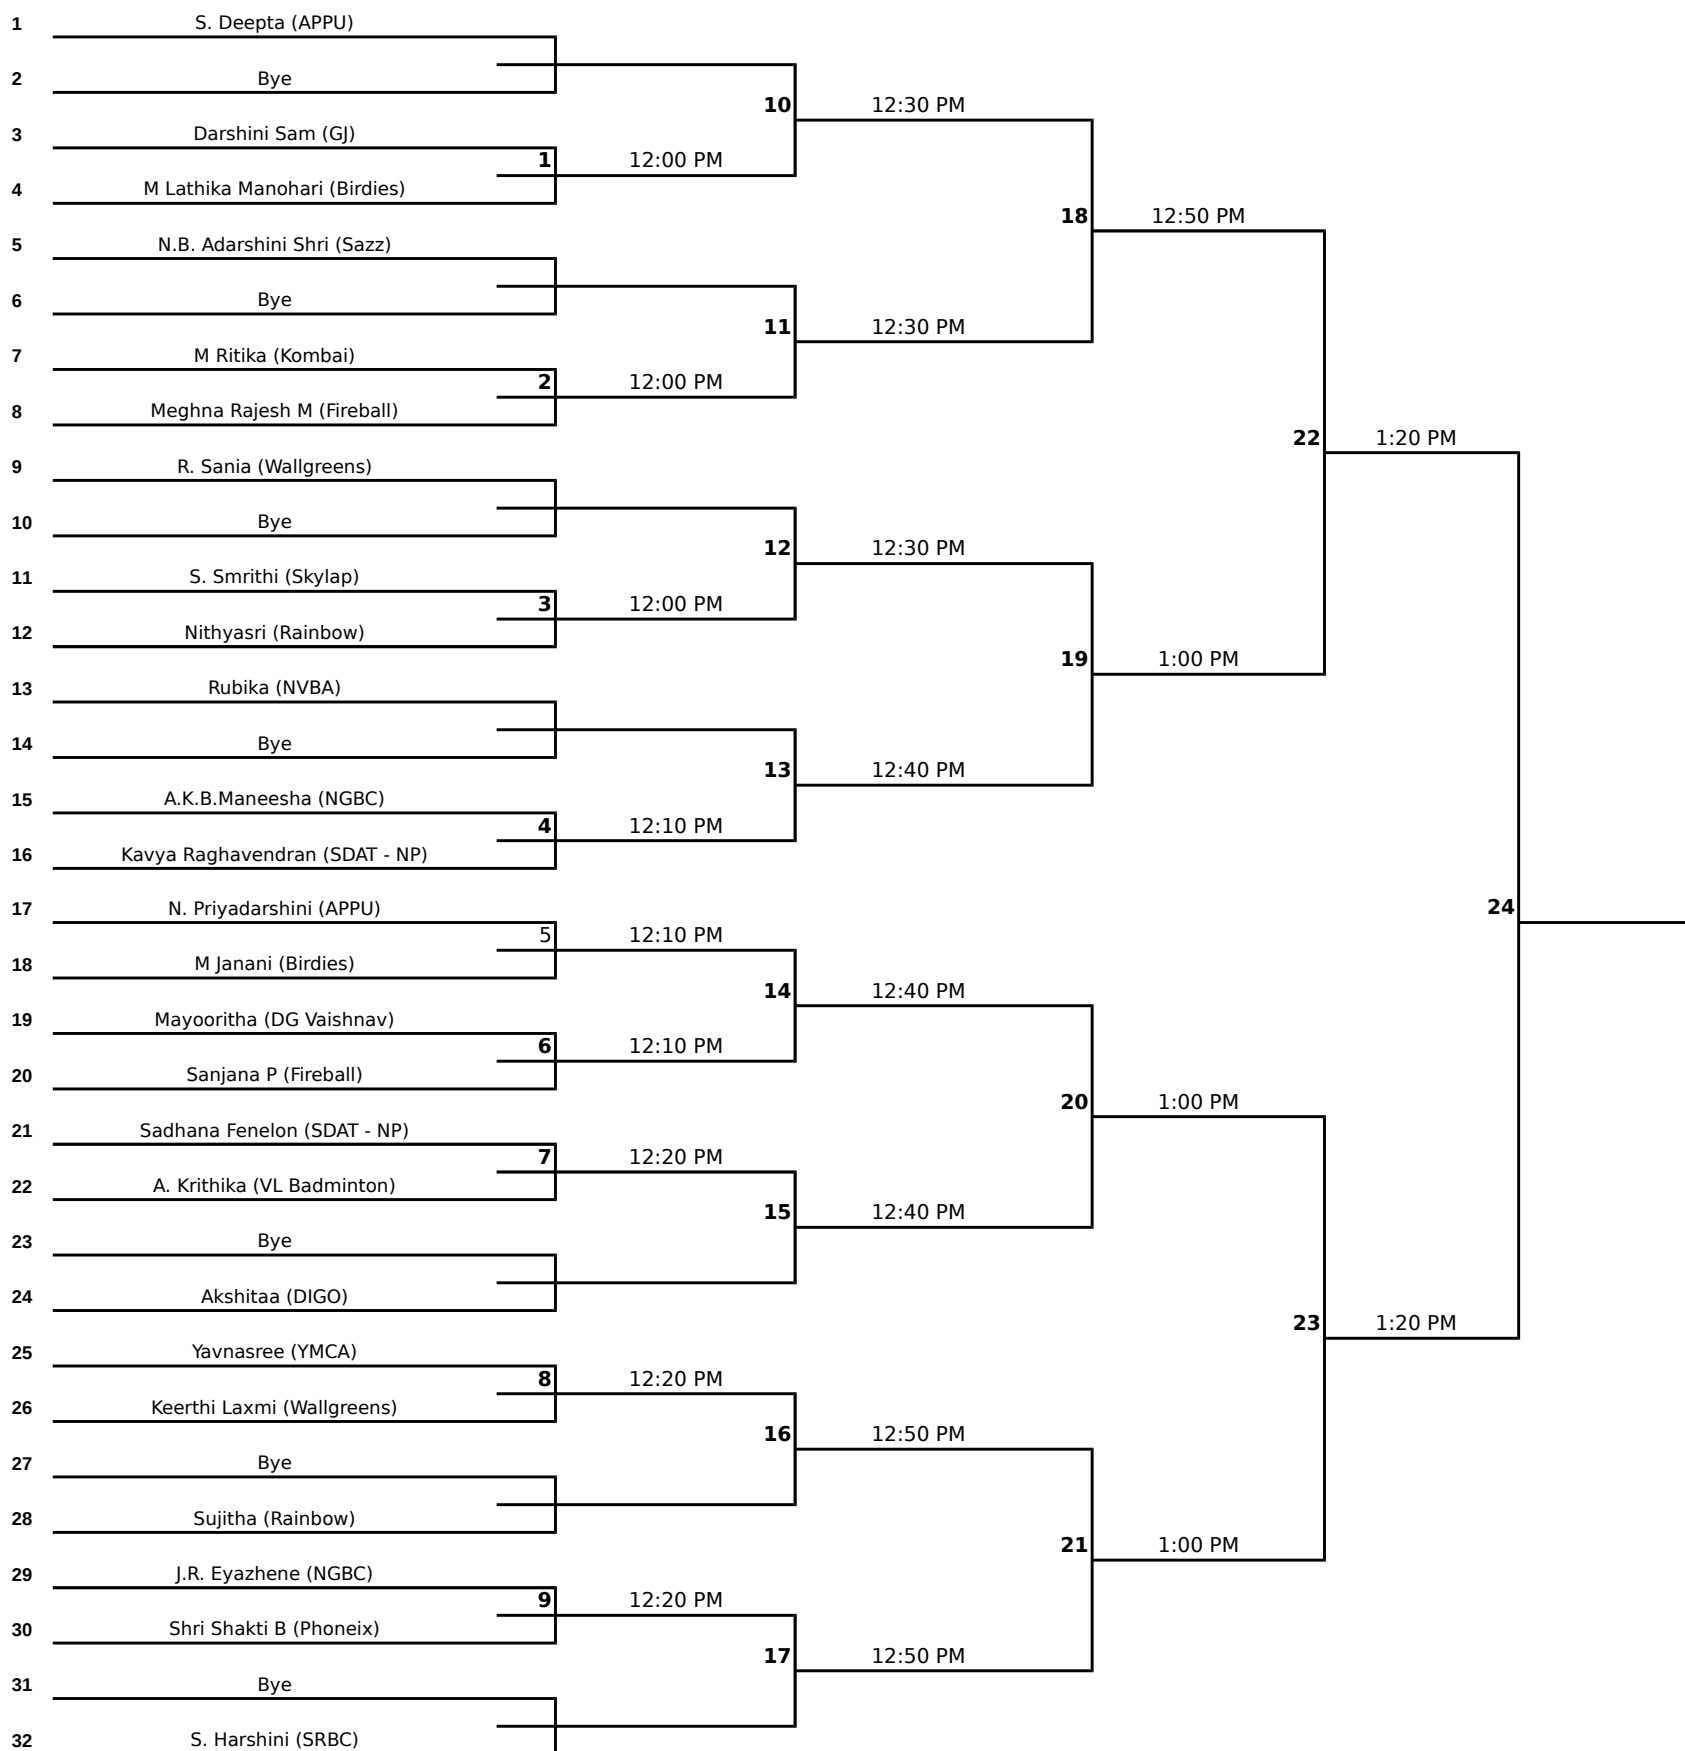 1 S. Deepta (APPU)
2 Bye
10 12:30 PM
3 Darshini Sam (GJ)
1 12:00 PM
4 M Lathika Manohari (Birdies)
18 12:50 PM
5 N.B. Adarshini Shri (Sazz)
6 Bye
11 12:30 PM
7 M Ritika (Kombai)
2 12:00 PM
8 Meghna Rajesh M (Fireball)
22 1:20 PM
9 R. Sania (Wallgreens)
10 Bye
12 12:30 PM
11 S. Smrithi (Skylap)
3 12:00 PM
12 Nithyasri (Rainbow)
19 1:00 PM
13 Rubika (NVBA)
14 Bye
13 12:40 PM
15 A.K.B.Maneesha (NGBC)
4 12:10 PM
16 Kavya Raghavendran (SDAT - NP)
17 N. Priyadarshini (APPU)
24
5 12:10 PM
18 M Janani (Birdies)
14 12:40 PM
19 Mayooritha (DG Vaishnav)
6 12:10 PM
20 Sanjana P (Fireball)
20 1:00 PM
21 Sadhana Fenelon (SDAT - NP)
7 12:20 PM
22 A. Krithika (VL Badminton)
15 12:40 PM
23 Bye
24 Akshitaa (DIGO)
23 1:20 PM
25 Yavnasree (YMCA)
8 12:20 PM
26 Keerthi Laxmi (Wallgreens)
16 12:50 PM
27 Bye
28 Sujitha (Rainbow)
21 1:00 PM
29 J.R. Eyazhene (NGBC)
9 12:20 PM
30 Shri Shakti B (Phoneix)
17 12:50 PM
31 Bye
32 S. Harshini (SRBC)